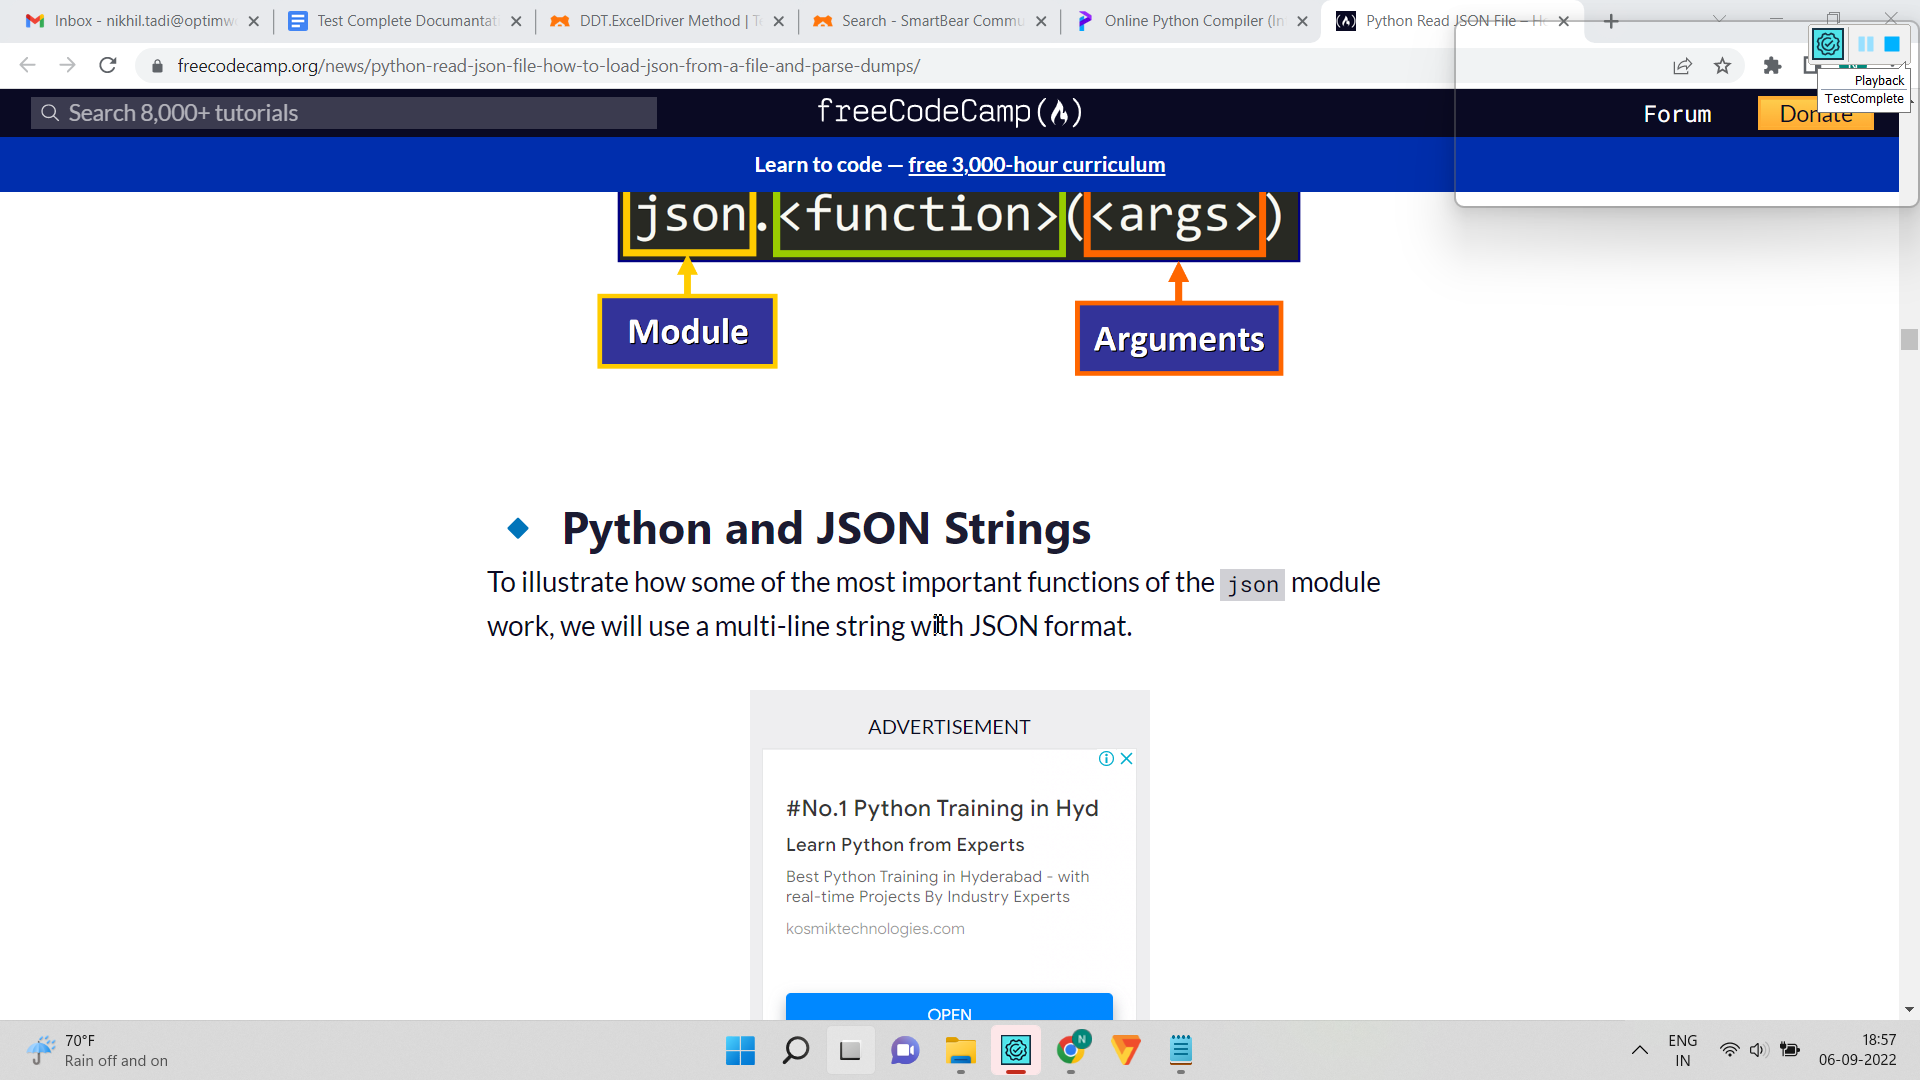 Inbox - nikhil.tadi@optimw
Test Complete Documantat
DDT.ExcelDriver Method | T
Search - SmartBear Commu
Online Python Compiler (In
Python Read JSON File – H
freecodecamp.org/news/python-read-json-file-how-to-load-json-from-a-file-and-parse-dumps/
Playback
TestComplete
Search 8,000+ tutorials
freeCodeCamp
Forum
Donate
Learn to code — free 3,000-hour curriculum
json.<function>(<args>)
Module
Arguments
Python and JSON Strings
To illustrate how some of the most important functions of the json module
work, we will use a multi-line string with JSON format.
ADVERTISEMENT
#No.1 Python Training in Hyd
Learn Python from Experts
Best Python Training in Hyderabad - with
real-time Projects By Industry Experts
kosmiktechnologies.com
OPEN
70°F
Rain off and on
N
ENG
IN
18:57
06-09-2022